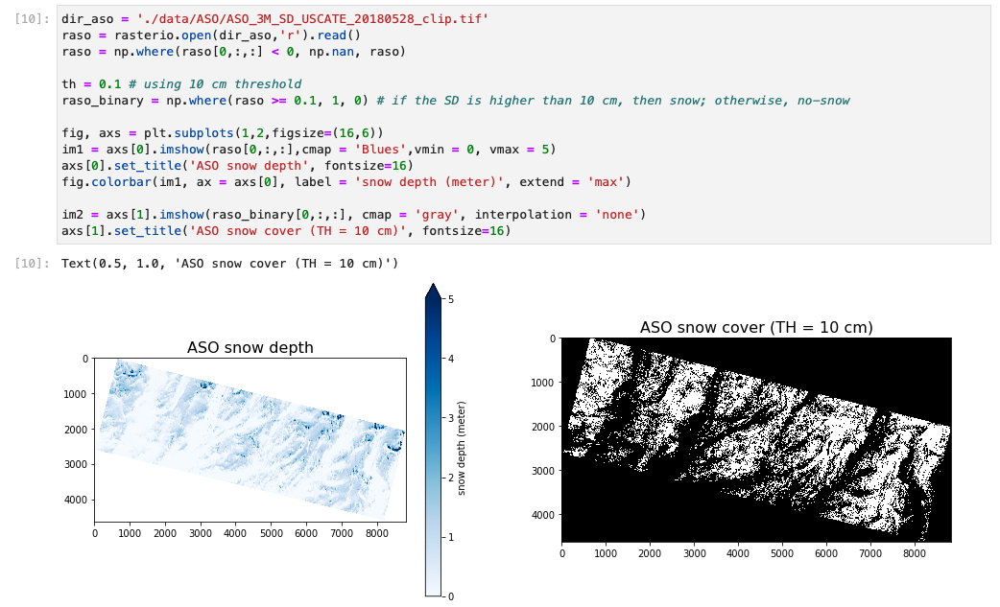 [10]: dir_aso = './data/ASO/ASO_3M_SD_USCATE_20180528_clip.tif'
raso = rasterio.open(dir_aso,'r').read()
raso = np.where(raso[0,:,:] < 0, np.nan, raso)
th = 0.1 # using 10 cm threshold
raso_binary = np.where(raso >= 0.1, 1, 0) # if the SD is higher than 10 cm, then snow; otherwise, no-snow
fig, axs = plt.subplots(1,2,figsize=(16,6))
im1 = axs[0].imshow(raso[0,:,:],cmap = 'Blues',vmin = 0, vmax = 5)
axs[0].set_title('ASO snow depth', fontsize=16)
fig.colorbar(im1, ax = axs[0], label = 'snow depth (meter)', extend = 'max')
im2 = axs[1].imshow(raso_binary[0,:,:], cmap = 'gray', interpolation = 'none')
axs[1].set_title('ASO snow cover (TH = 10 cm)', fontsize=16)
[10]: Text(0.5, 1.0, 'ASO snow cover (TH = 10 cm)')
ASO snow depth
0
1000
2000
3000
4000
0 1000 2000 3000 4000 5000 6000 7000 8000
5
4
3
2
1
0
snow depth (meter)
ASO snow cover (TH = 10 cm)
0
1000
2000
3000
4000
0 1000 2000 3000 4000 5000 6000 7000 8000